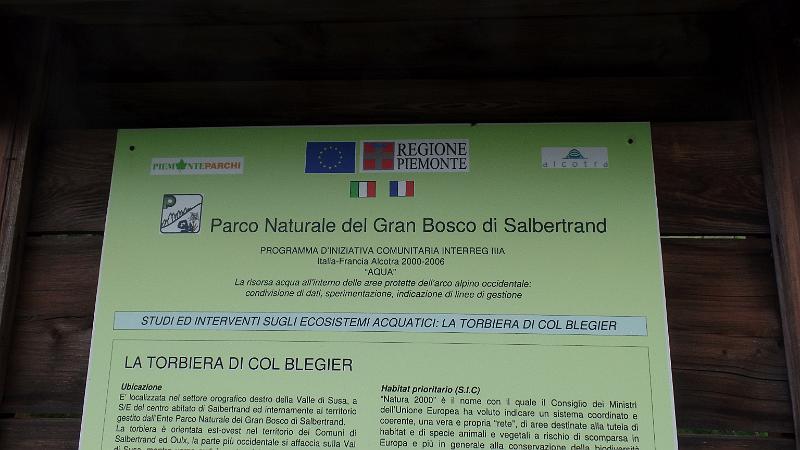 PIEMONTEPARCHI
REGIONE
PIEMONTE
alcotra
P
Parco Naturale del Gran Bosco di Salbertrand
PROGRAMMA D'INIZIATIVA COMUNITARIA INTERREG IIIA
Italia-Francia Alcotra 2000-2006
"AQUA"
La risorsa acqua all'interno delle aree protette dell'arco alpino occidentale:
condivisione di dati, sperimentazione, indicazione di linee di gestione
STUDI ED INTERVENTI SUGLI ECOSISTEMI ACQUATICI: LA TORBIERA DI COL BLEGIER
LA TORBIERA DI COL BLEGIER
Ubicazione
E' localizzata nel settore orografico destro della Valle di Susa, a
S/E del centro abitato di Salbertrand ed internamente al territorio
gestito dall'Ente Parco Naturale del Gran Bosco di Salbertrand.
La torbiera è orientata est-ovest nel territorio dei Comuni di
Salbertrand ed Oulx, la parte più occidentale si affaccia sulla Val
di Susa, mentre
Habitat prioritario (S.I.C)
"Natura 2000" è il nome con il quale il Consiglio dei Ministri
dell'Unione Europea ha voluto indicare un sistema coordinato e
coerente, una vera e propria "rete", di aree destinate alla tutela di
habitat e di specie animali e vegetali a rischio di scomparsa in
Europa e più in generale alla conservazione della biodiversità